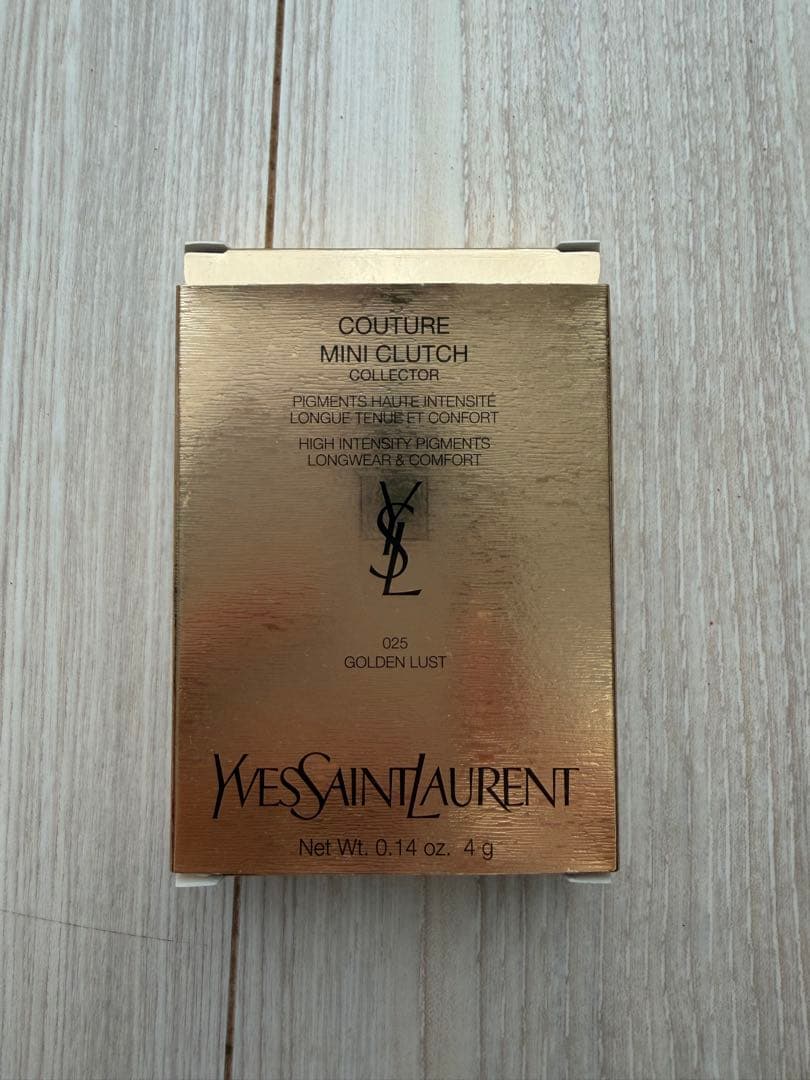 COUTURE
MINI CLUTCH
COLLECTOR
PIGMENTS HAUTE INTENSITÉ
LONGUE TENUE ET CONFORT
HIGH INTENSITY PIGMENTS
LONGWEAR & COMFORT
YSL
025
GOLDEN LUST
YVESSAINTLAURENT
Net Wt. 0.14 oz. 4 g